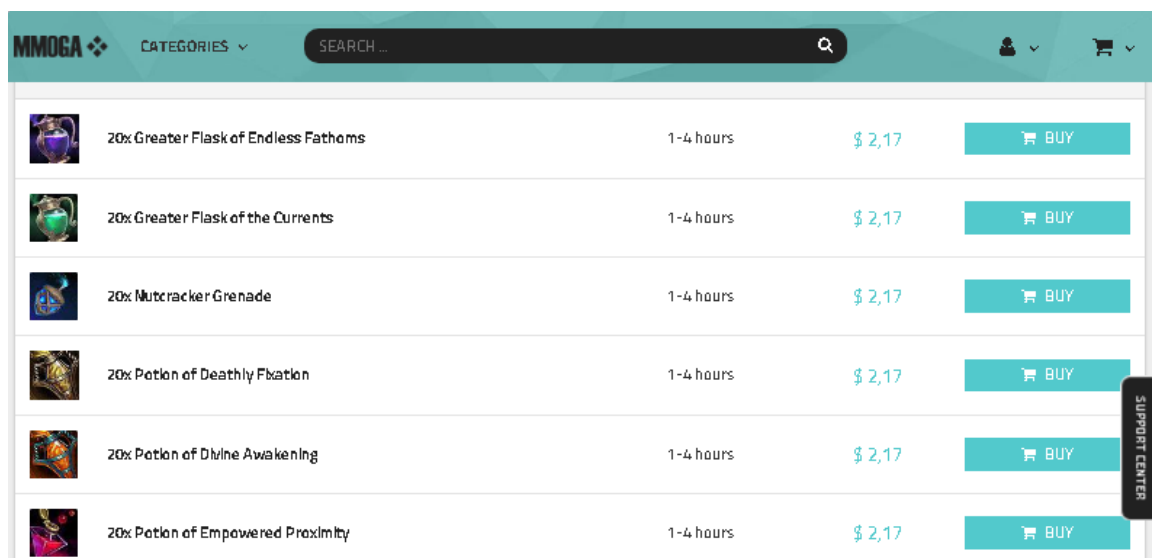 MMOGA CATEGORIES SEARCH ...
20x Greater Flask of Endless Fathoms 1-4 hours $ 2,17 BUY
20x Greater Flask of the Currents 1-4 hours $ 2,17 BUY
20x Nutcracker Grenade 1-4 hours $ 2,17 BUY
20x Potion of Deathly Fixation 1-4 hours $ 2,17 BUY
20x Potion of Divine Awakening 1-4 hours $ 2,17 BUY
20x Potion of Empowered Proximity 1-4 hours $ 2,17 BUY
SUPPORT CENTER